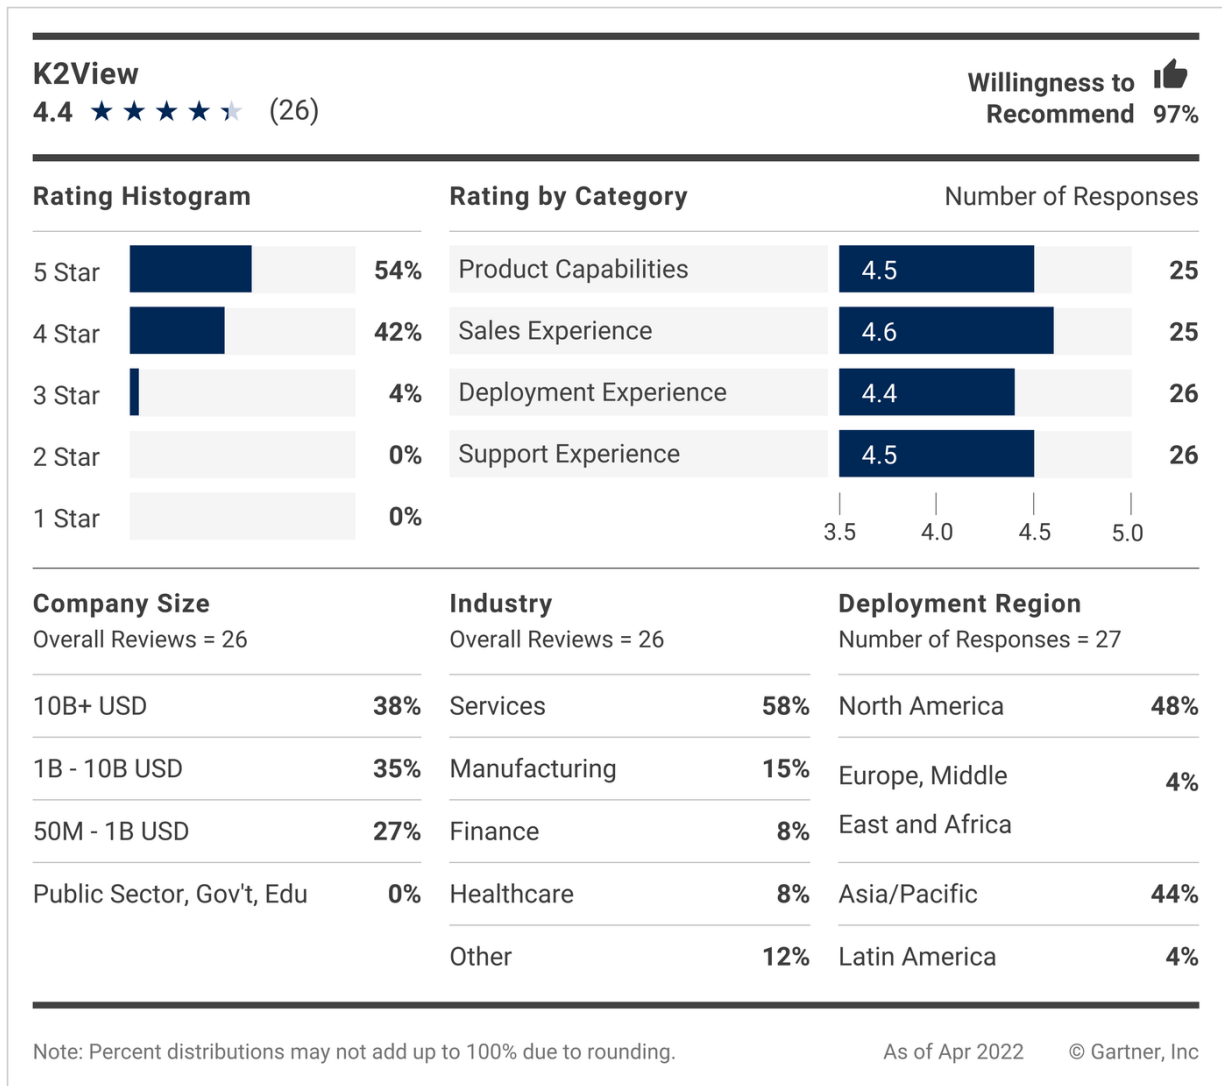 K2View
4.4 ★ ★ ★ ★ ★ (26)
Willingness to
Recommend 97%
Rating Histogram
5 Star 54%
4 Star 42%
3 Star 4%
2 Star 0%
1 Star 0%
Rating by Category Number of Responses
Product Capabilities 4.5 25
Sales Experience 4.6 25
Deployment Experience 4.4 26
Support Experience 4.5 26
3.5 4.0 4.5 5.0
Company Size
Overall Reviews = 26
10B+ USD 38%
1B - 10B USD 35%
50M - 1B USD 27%
Public Sector, Gov't, Edu 0%
Industry
Overall Reviews = 26
Services 58%
Manufacturing 15%
Finance 8%
Healthcare 8%
Other 12%
Deployment Region
Number of Responses = 27
North America 48%
Europe, Middle 4%
East and Africa
Asia/Pacific 44%
Latin America 4%
Note: Percent distributions may not add up to 100% due to rounding. As of Apr 2022 © Gartner, Inc